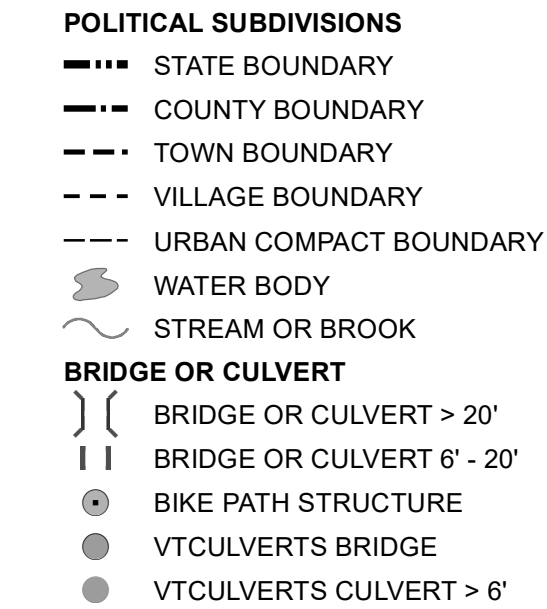 POLITICAL SUBDIVISIONS
STATE BOUNDARY
COUNTY BOUNDARY
TOWN BOUNDARY
VILLAGE BOUNDARY
URBAN COMPACT BOUNDARY
WATER BODY
STREAM OR BROOK
BRIDGE OR CULVERT
BRIDGE OR CULVERT > 20'
BRIDGE OR CULVERT 6' - 20'
BIKE PATH STRUCTURE
VTCULVERTS BRIDGE
VTCULVERTS CULVERT > 6'